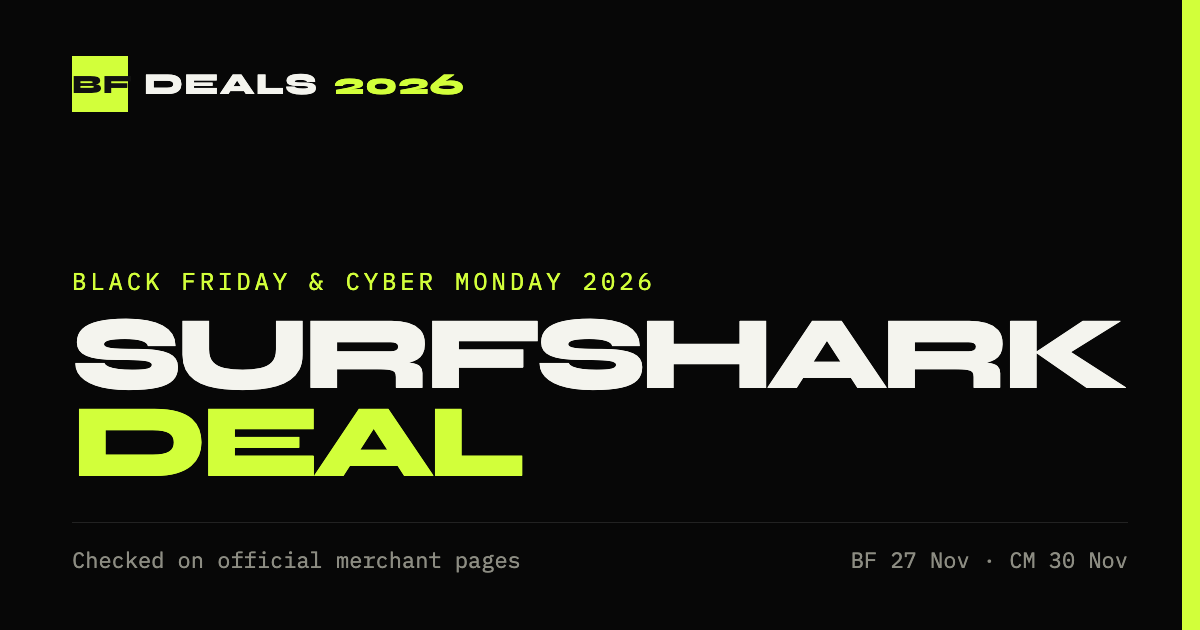 BF DEALS 2026
BLACK FRIDAY & CYBER MONDAY 2026
SURFSHARK
DEAL
Checked on official merchant pages
BF 27 Nov · CM 30 Nov